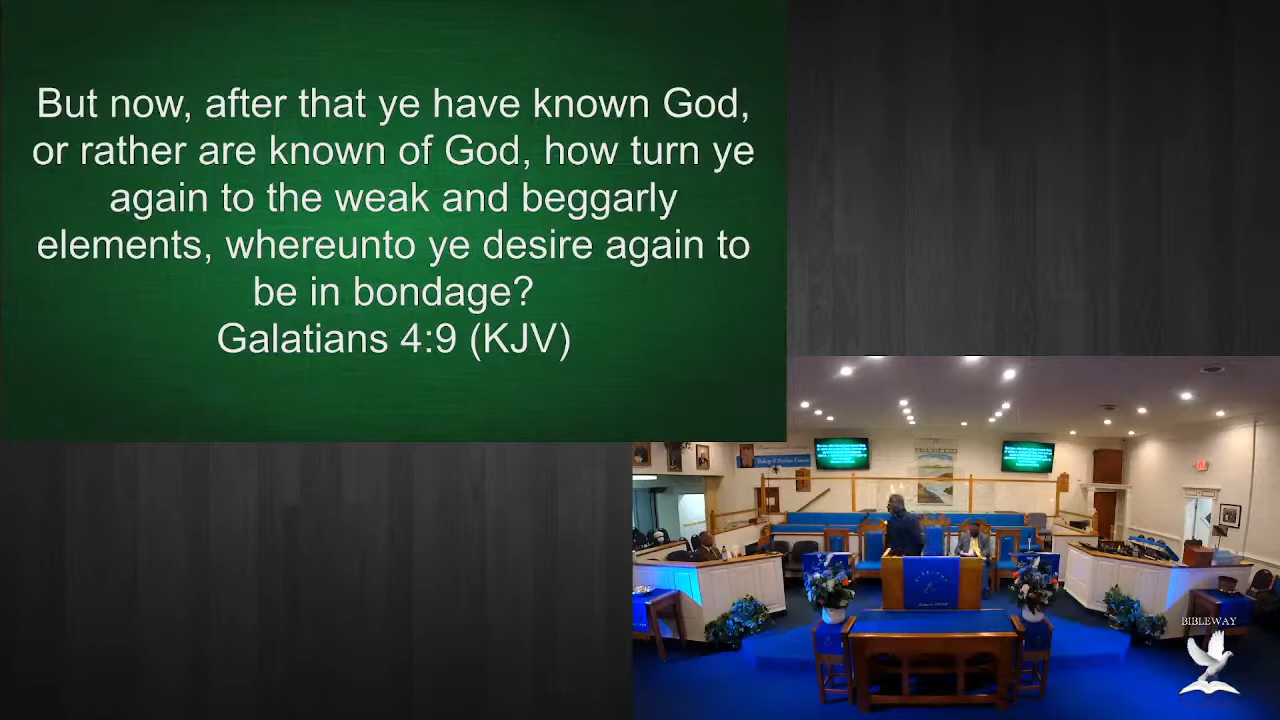 But now, after that ye have known God,
or rather are known of God, how turn ye
again to the weak and beggarly
elements, whereunto ye desire again to
be in bondage?
Galatians 4:9 (KJV)
BIBLEWAY